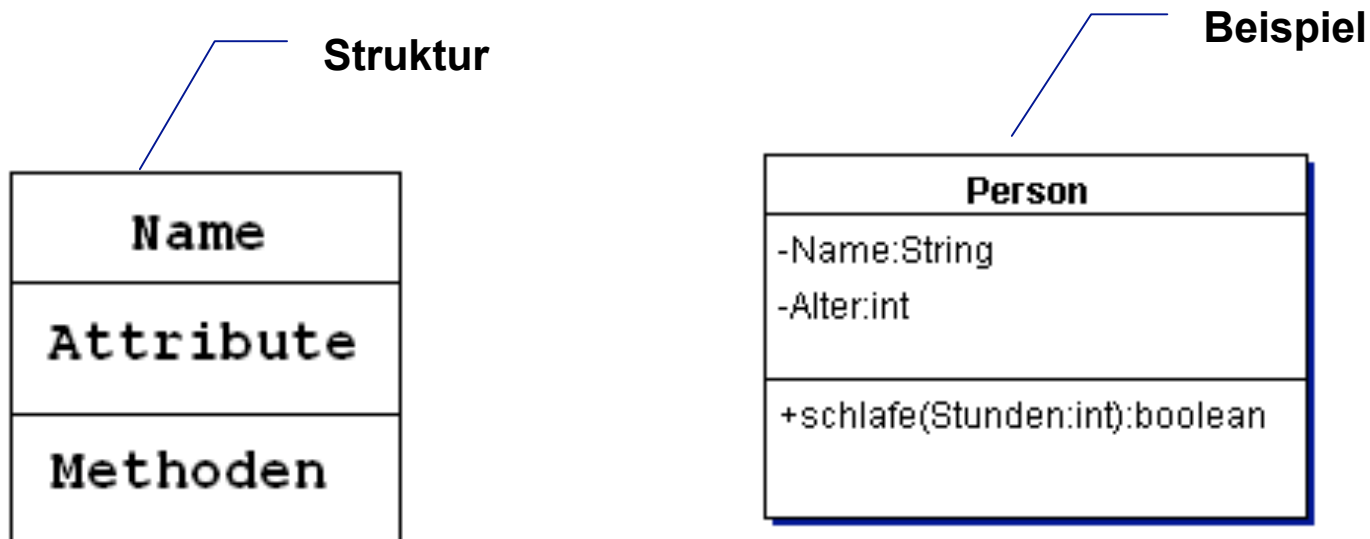 Struktur
Name
Attribute
Methoden
Beispiel
Person
-Name:String
-Alter:int
+schlafe(Stunden:int):boolean